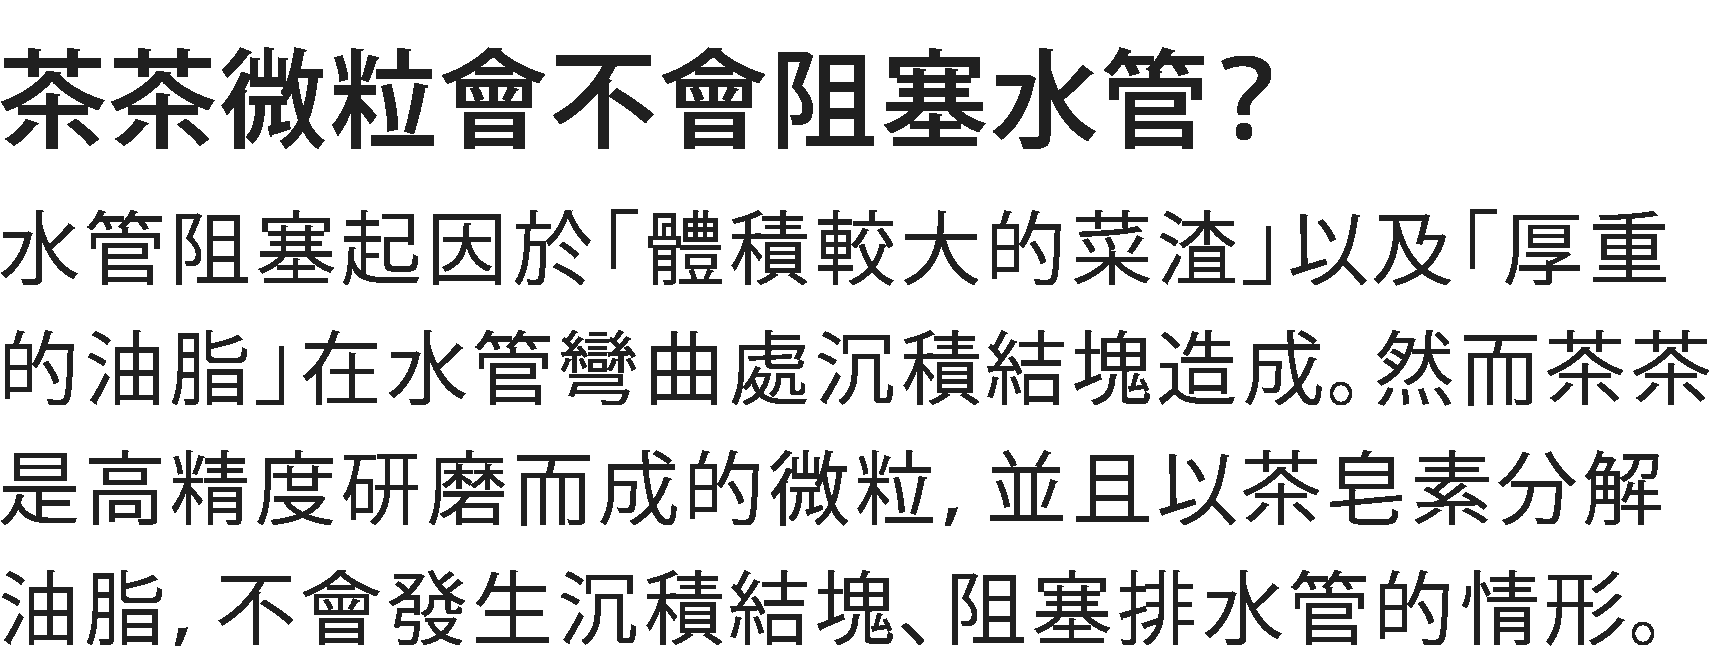 茶茶微粒會不會阻塞水管？
水管阻塞起因於「體積較大的菜渣」以及「厚重
的油脂」在水管彎曲處沉積結塊造成。然而茶茶
是高精度研磨而成的微粒，並且以茶皂素分解
油脂，不會發生沉積結塊、阻塞排水管的情形。